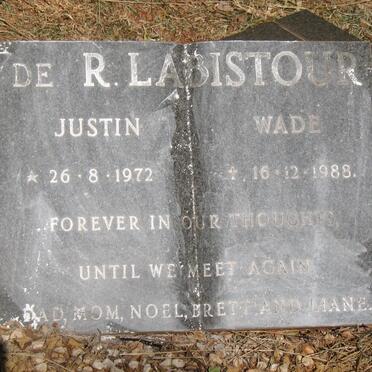 DE R. LABISTOUR
JUSTIN WADE
* 26·8·1972 †, 16·12·1988.
..FOREVER IN OUR THOUGHTS,
UNTIL WE MEET AGAIN
DAD, MOM, NOEL, BRETT AND LIANE.